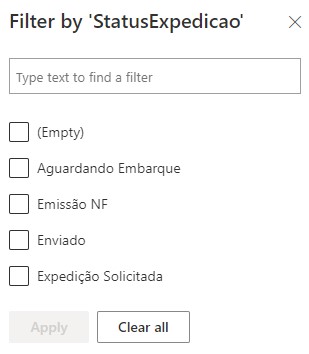 Filter by 'StatusExpedicao'
Type text to find a filter
(Empty)
Aguardando Embarque
Emissão NF
Enviado
Expedição Solicitada
Apply
Clear all